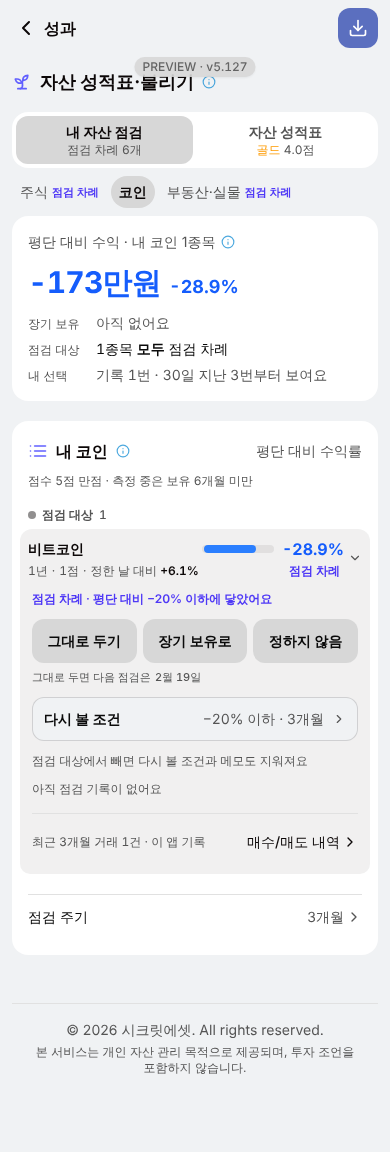 성과
PREVIEW · v5.127
자산 성적표·불리기
내 자산 점검
점검 차례 6개
자산 성적표
골드 4.0점
주식 점검 차례
코인
부동산·실물 점검 차례
평단 대비 수익 · 내 코인 1종목
-173만원 -28.9%
장기 보유 아직 없어요
점검 대상 1종목 모두 점검 차례
내 선택 기록 1번 · 30일 지난 3번부터 보여요
내 코인
평단 대비 수익률
점수 5점 만점 · 측정 중은 보유 6개월 미만
점검 대상 1
비트코인
-28.9%
1년 · 1점 · 정한 날 대비 +6.1%
점검 차례
점검 차례 · 평단 대비 −20% 이하에 닿았어요
그대로 두기
장기 보유로
정하지 않음
그대로 두면 다음 점검은 2월 19일
다시 볼 조건
−20% 이하 · 3개월
점검 대상에서 빼면 다시 볼 조건과 메모도 지워져요
아직 점검 기록이 없어요
최근 3개월 거래 1건 · 이 앱 기록
매수/매도 내역
점검 주기
3개월
© 2026 시크릿에셋. All rights reserved.
본 서비스는 개인 자산 관리 목적으로 제공되며, 투자 조언을
포함하지 않습니다.